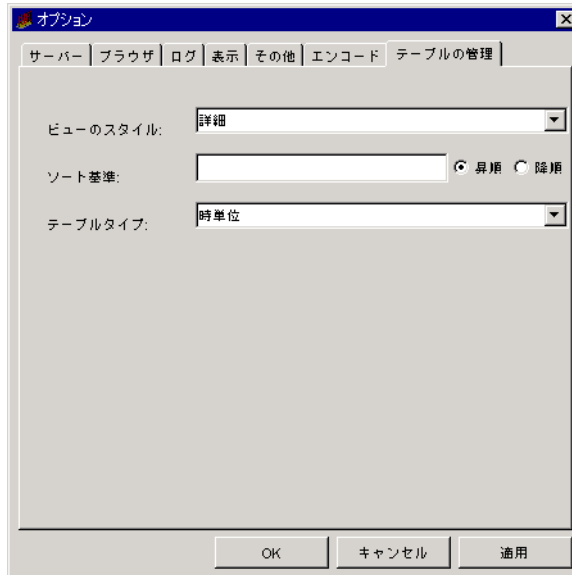 オプション
サーバー ブラウザ ログ 表示 その他 エンコード テーブルの管理
ビューのスタイル: 詳細
ソート基準: 昇順 降順
テーブルタイプ: 時単位
OK キャンセル 適用